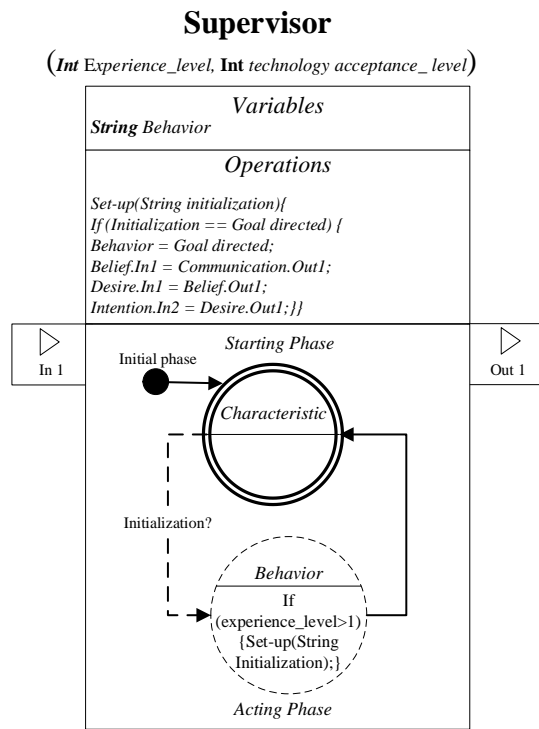 Supervisor
(Int Experience_level, Int technology acceptance_ level)
Variables
String Behavior
Operations
Set-up(String initialization){
If (Initialization == Goal directed) {
Behavior = Goal directed;
Belief.In1 = Communication.Out1;
Desire.In1 = Belief.Out1;
Intention.In2 = Desire.Out1;}}
In 1
Out 1
Starting Phase
Initial phase
Characteristic
Initialization?
Behavior
If
(experience_level>1)
{Set-up(String
Initialization);}
Acting Phase